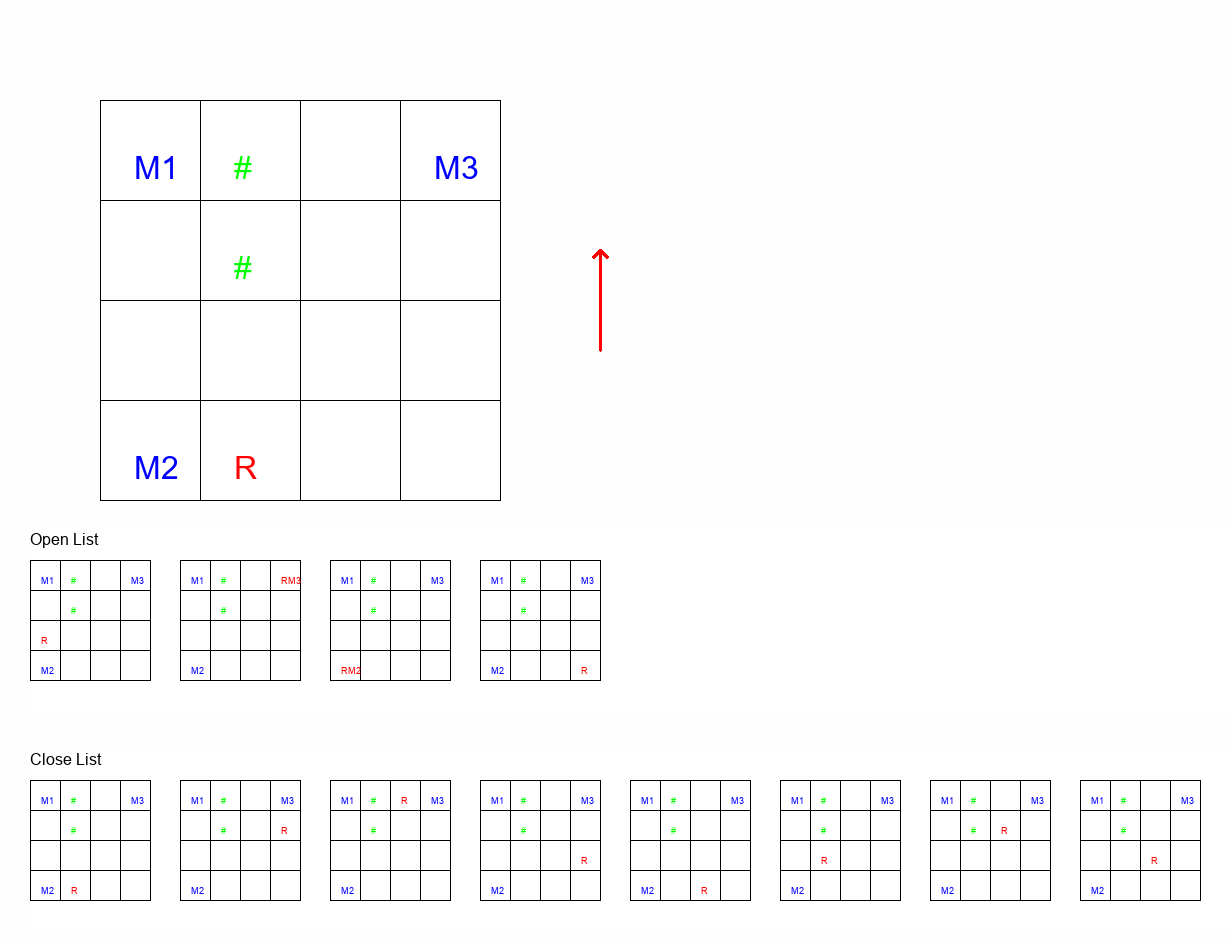 M1 # M3
#
M2 R
Open List
M1 # M3 M1 # RM3 M1 # M3 M1 # M3
# # # #
R
M2 M2 RM2 M2 R
Close List
M1 # M3 M1 # M3 M1 # R M3 M1 # M3 M1 # M3 M1 # M3 M1 # M3 M1 # M3
# # R # # # # # R #
R R R
M2 R M2 M2 M2 M2 R M2 M2 M2